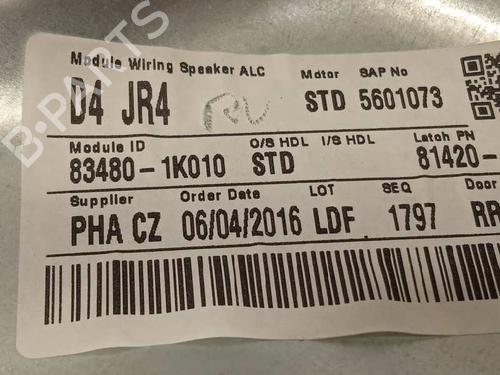 Module Wiring Speaker ALC Motor SAP No
D4 JR4 STD 5601073
Module ID O/S HDL I/S HDL Latch PN
83480-1K010 STD 81420-
Supplier Order Date LOT SEQ Door
PHA CZ 06/04/2016 LDF 1797 RR
B-PARTS